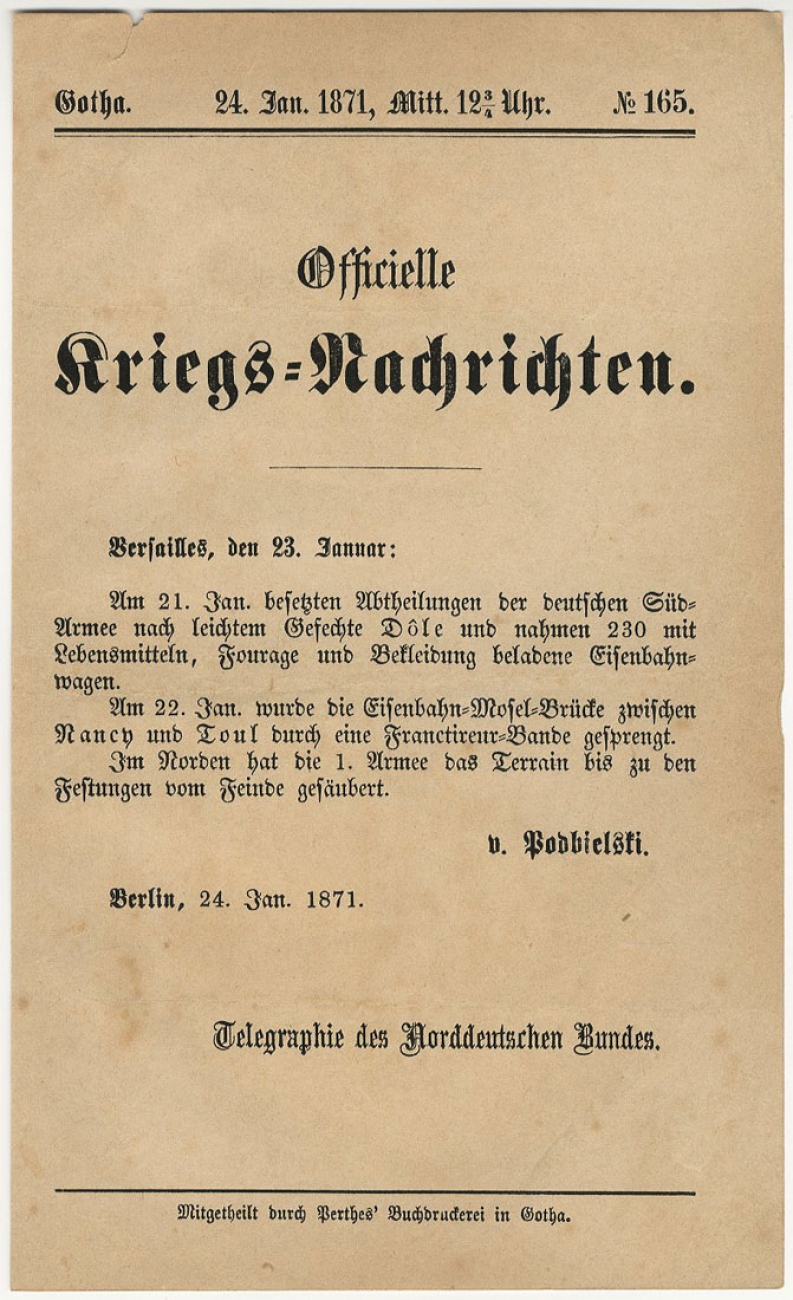 Gotha. 24. Jan. 1871, Mitt. 12¾ Uhr. № 165.
Officielle
Kriegs=Nachrichten.
Versailles, den 23. Januar:
Am 21. Jan. besetzten Abtheilungen der deutschen Süd=
Armee nach leichtem Gefechte Dôle und nahmen 230 mit
Lebensmitteln, Fourage und Bekleidung beladene Eisenbahn=
wagen.
Am 22. Jan. wurde die Eisenbahn=Mosel=Brücke zwischen
Nancy und Toul durch eine Franctireur=Bande gesprengt.
Im Norden hat die 1. Armee das Terrain bis zu den
Festungen vom Feinde gesäubert.
v. Podbielski.
Berlin, 24. Jan. 1871.
Telegraphie des Norddeutschen Bundes.
Mitgetheilt durch Perthes' Buchdruckerei in Gotha.